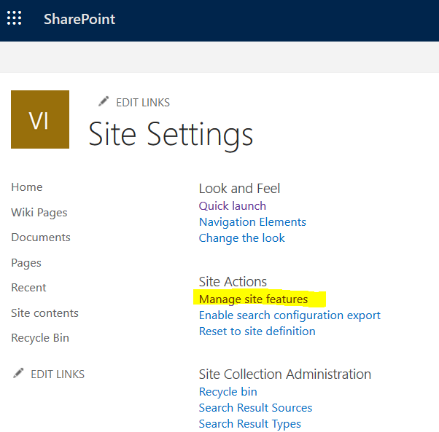 SharePoint
VI
EDIT LINKS
Site Settings
Home
Wiki Pages
Documents
Pages
Recent
Site contents
Recycle Bin
EDIT LINKS
Look and Feel
Quick launch
Navigation Elements
Change the look
Site Actions
Manage site features
Enable search configuration export
Reset to site definition
Site Collection Administration
Recycle bin
Search Result Sources
Search Result Types